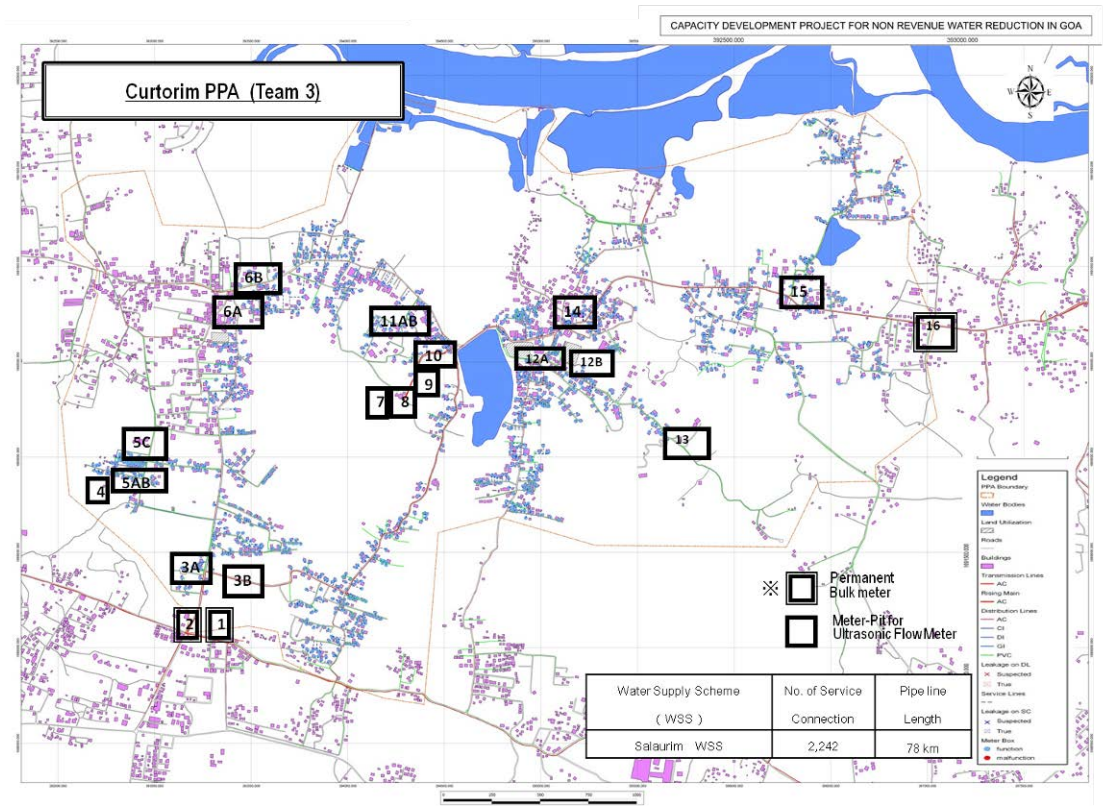 CAPACITY DEVELOPMENT PROJECT FOR NON REVENUE WATER REDUCTION IN GOA
392500.000
393000.000
Curtorim PPA (Team 3)
N
W E
S
6B
6A
11AB
14
15
16
10
12A
12B
9
7
8
13
5C
5AB
4
3A
3B
2
1
※ Permanent
Bulk meter
Meter-Pit for
Ultrasonic Flow Meter
Legend
PPA Boundary
Water Bodies
Land Utilization
Roads
Buildings
Transmission Lines
AC
Rising Main
AC
Distribution Lines
AC
CI
DI
GI
PVC
Leakage on DL
Suspected
True
Service Lines
Leakage on SC
Suspected
True
Meter Box
function
malfunction
Water Supply Scheme
( WSS )
No. of Service
Connection
Pipe line
Length
Salaurim WSS
2,242
78 km